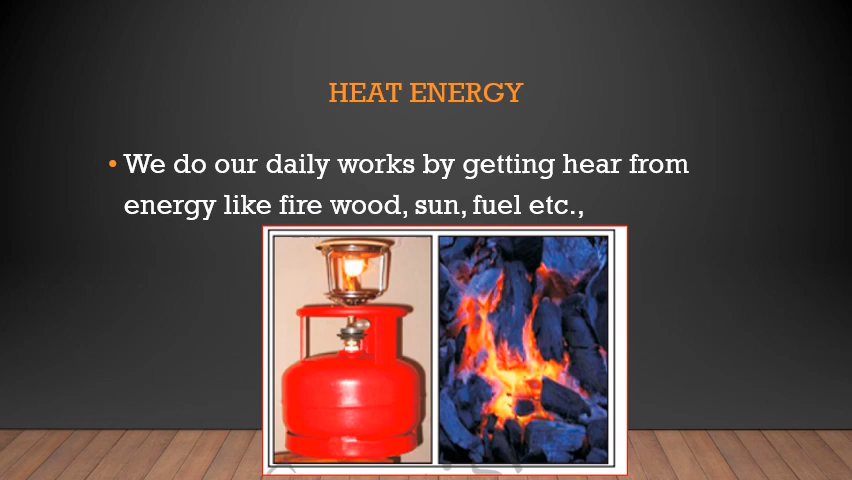 HEAT ENERGY
• We do our daily works by getting hear from
energy like fire wood, sun, fuel etc.,